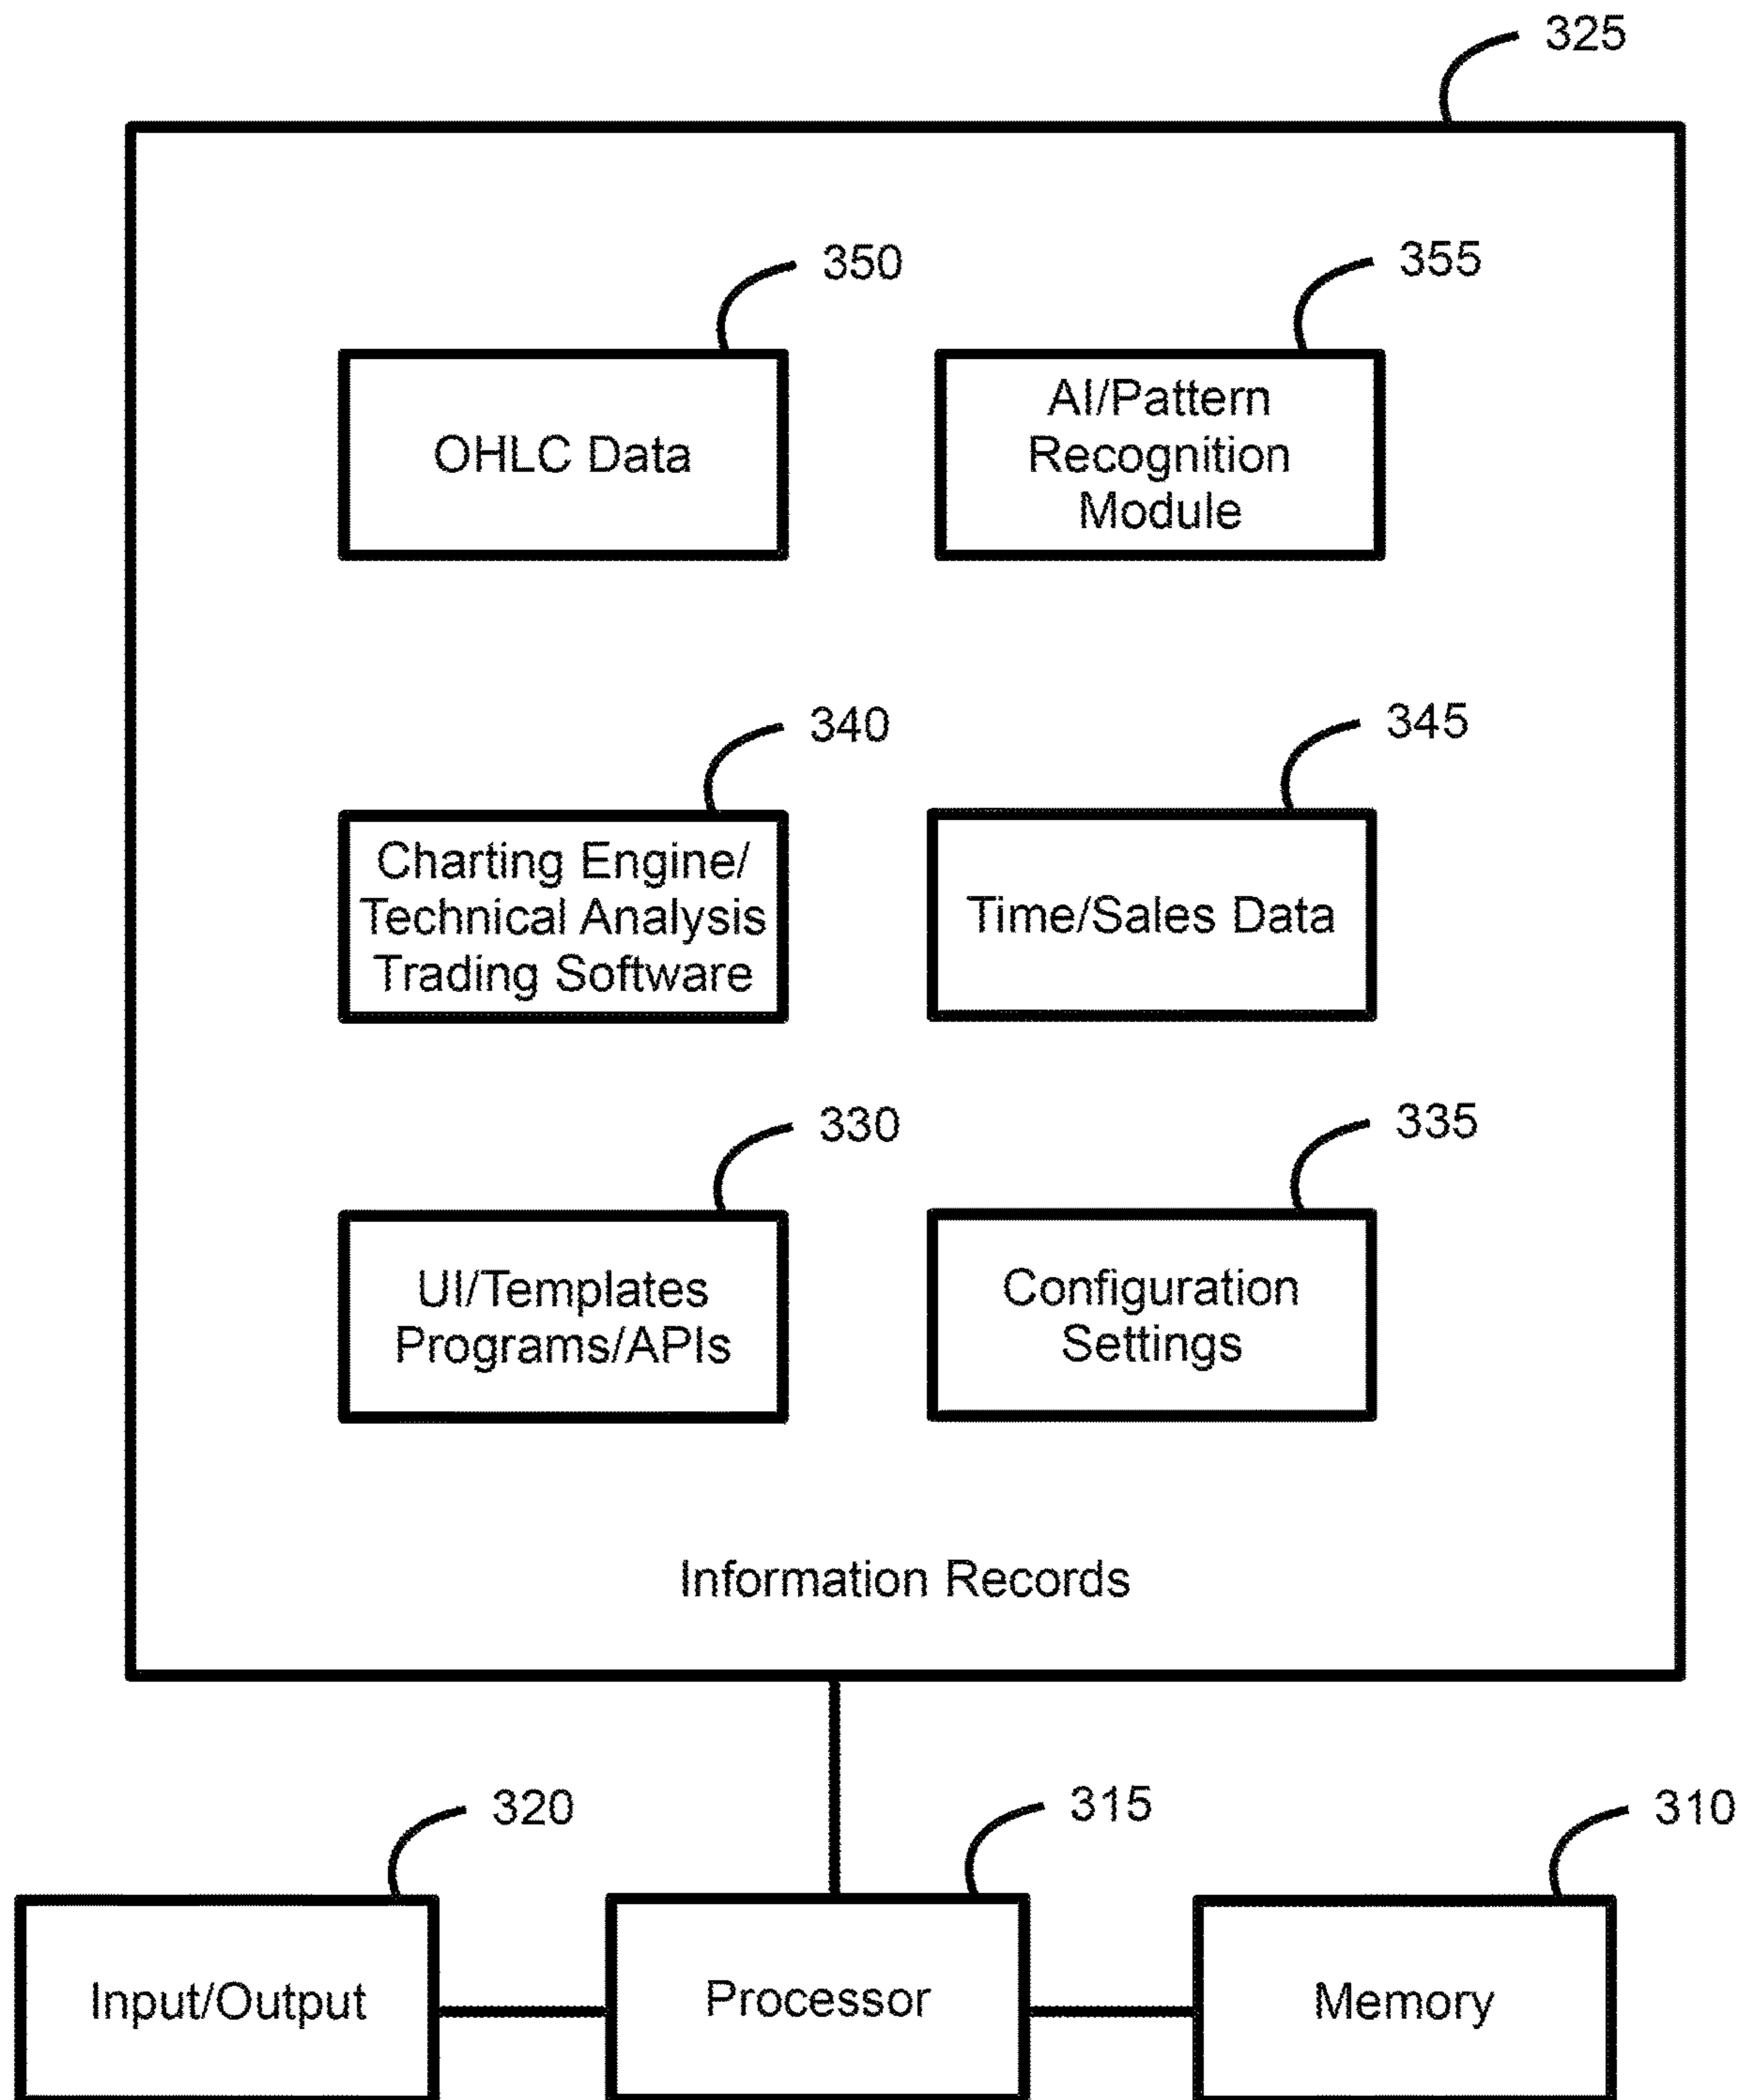 325
350
355
OHLC Data
AI/Pattern
Recognition
Module
340
345
Charting Engine/
Technical Analysis
Trading Software
Time/Sales Data
330
335
UI/Templates
Programs/APIs
Configuration
Settings
Information Records
320
315
310
Input/Output
Processor
Memory